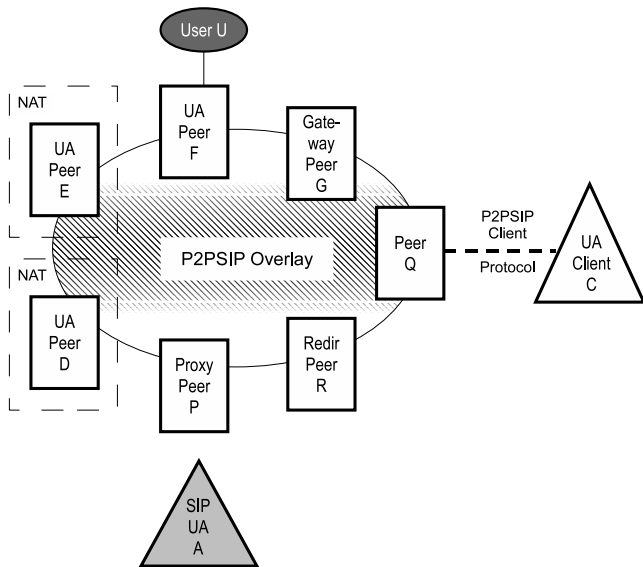 User U
NAT
UA
Peer
F
Gate-
way
Peer
G
UA
Peer
E
P2PSIP
Client
Protocol
Peer
Q
UA
Client
C
P2PSIP Overlay
NAT
UA
Peer
D
Redir
Peer
R
Proxy
Peer
P
SIP
UA
A